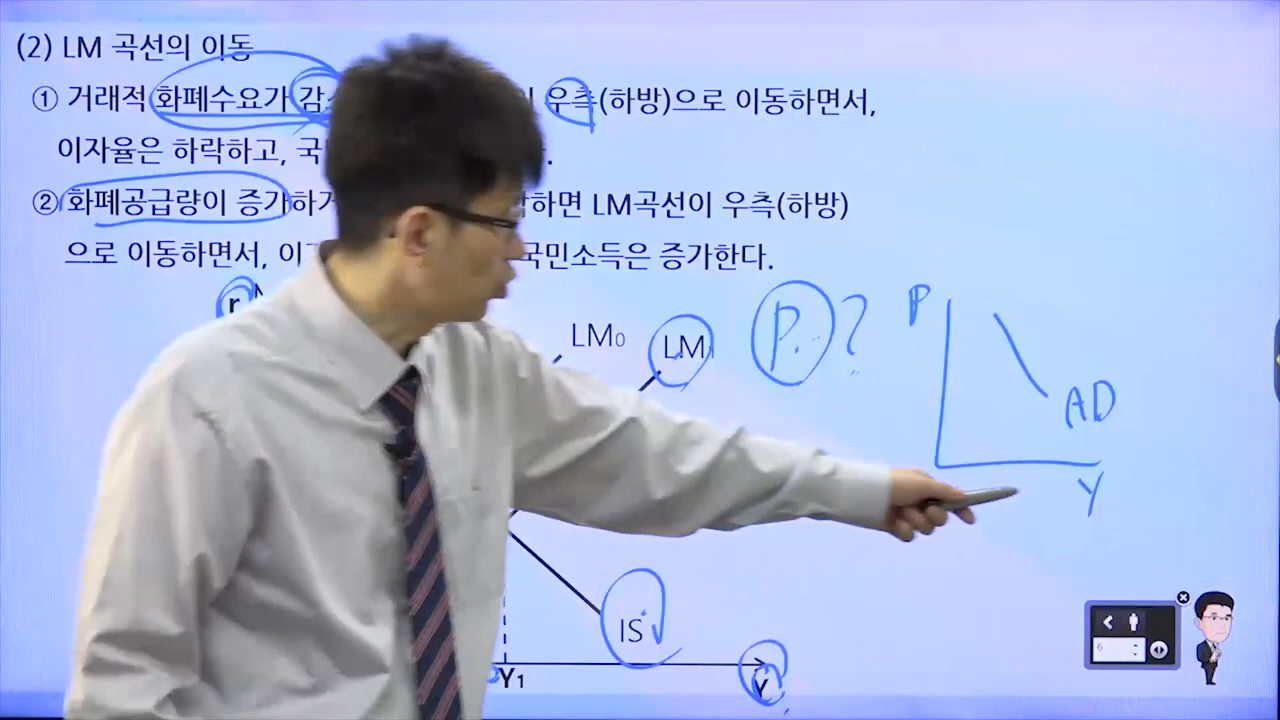 (2) LM 곡선의 이동
① 거래적 화폐수요가 우측(하방)으로 이동하면서,
이자율은 하락하고,
② 화폐공급량이 증가하거 하면 LM곡선이 우측(하방)
으로 이동하면서, 국민소득은 증가한다.
r
LM₀
LM₁
P. ?
P
AD
Y
IS
Y₁
Y
6